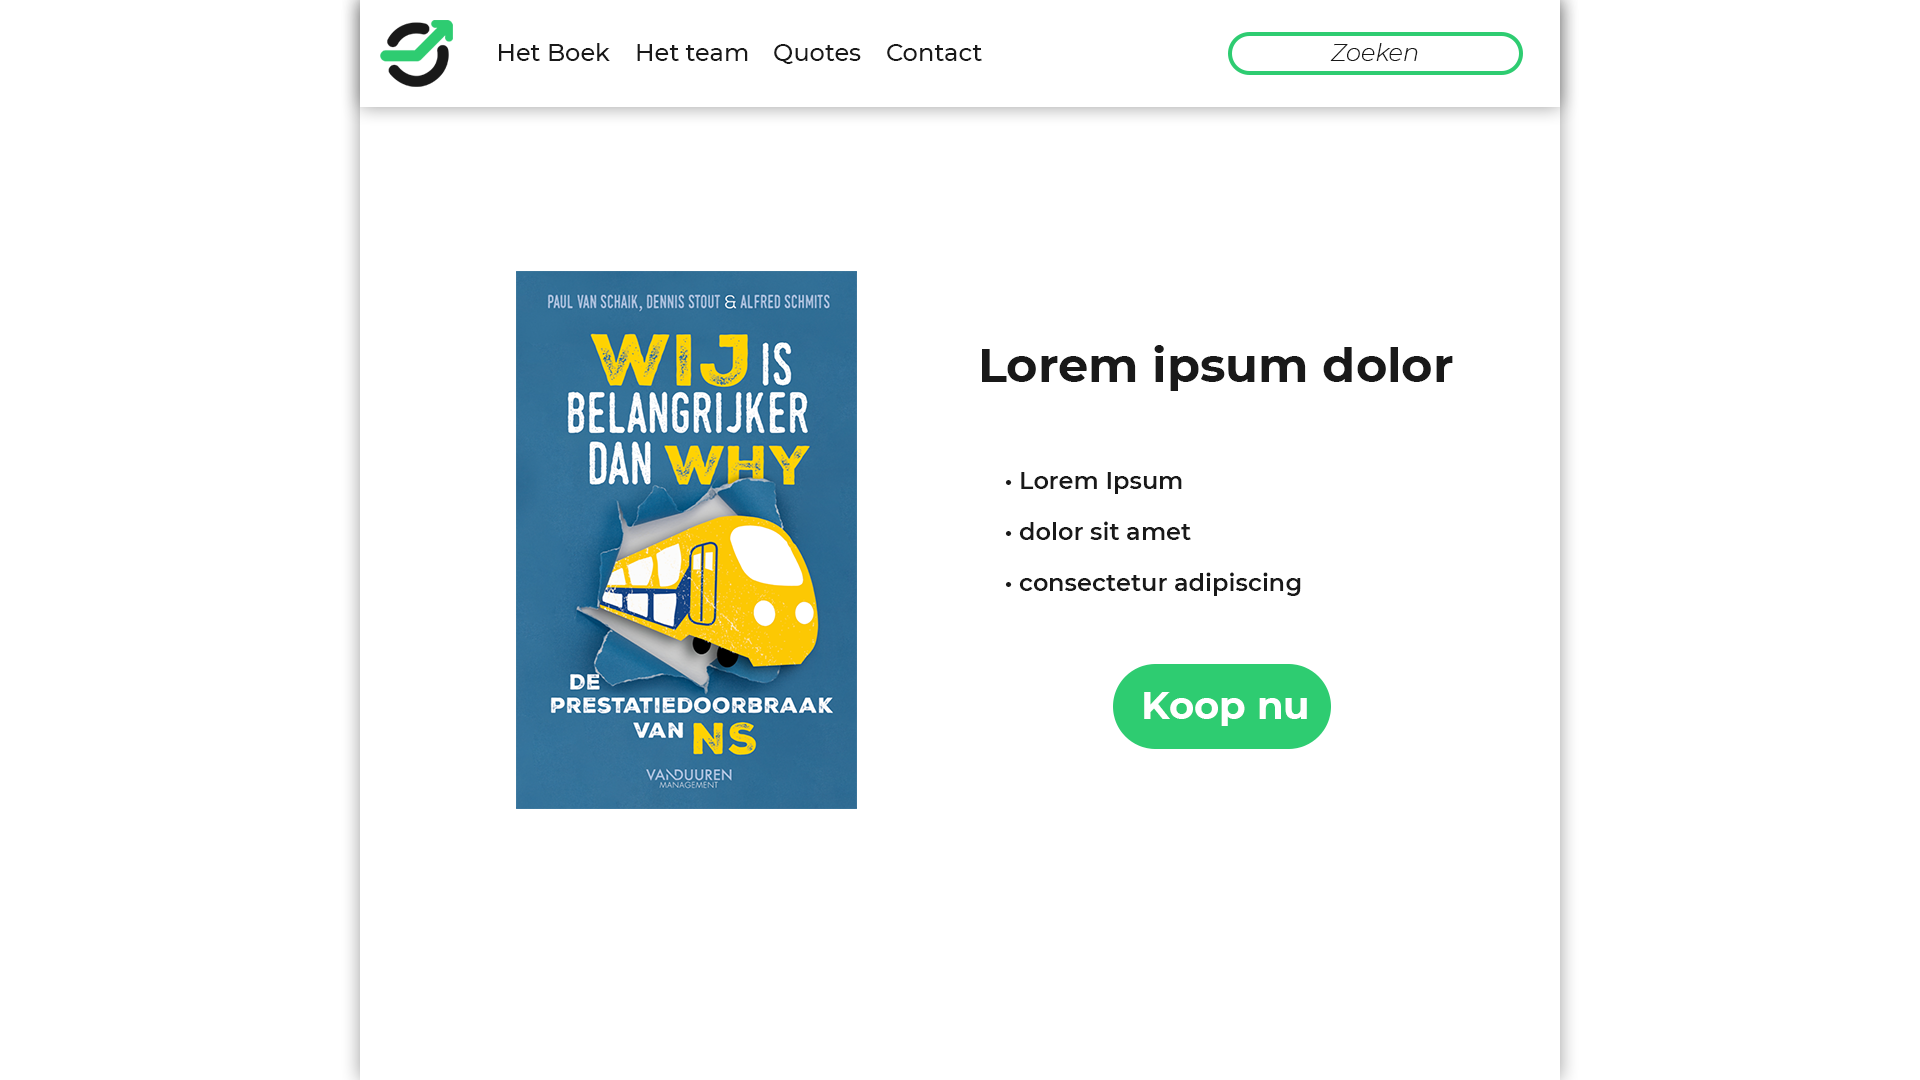 Het Boek Het team Quotes Contact Zoeken
PAUL VAN SCHAIK, DENNIS STOUT & ALFRED SCHMITS
WIJ IS
BELANGRIJKER
DAN WHY
DE
PRESTATIEDOORBRAAK
VAN NS
VANDUUREN
MANAGEMENT
Lorem ipsum dolor
• Lorem Ipsum
• dolor sit amet
• consectetur adipiscing
Koop nu